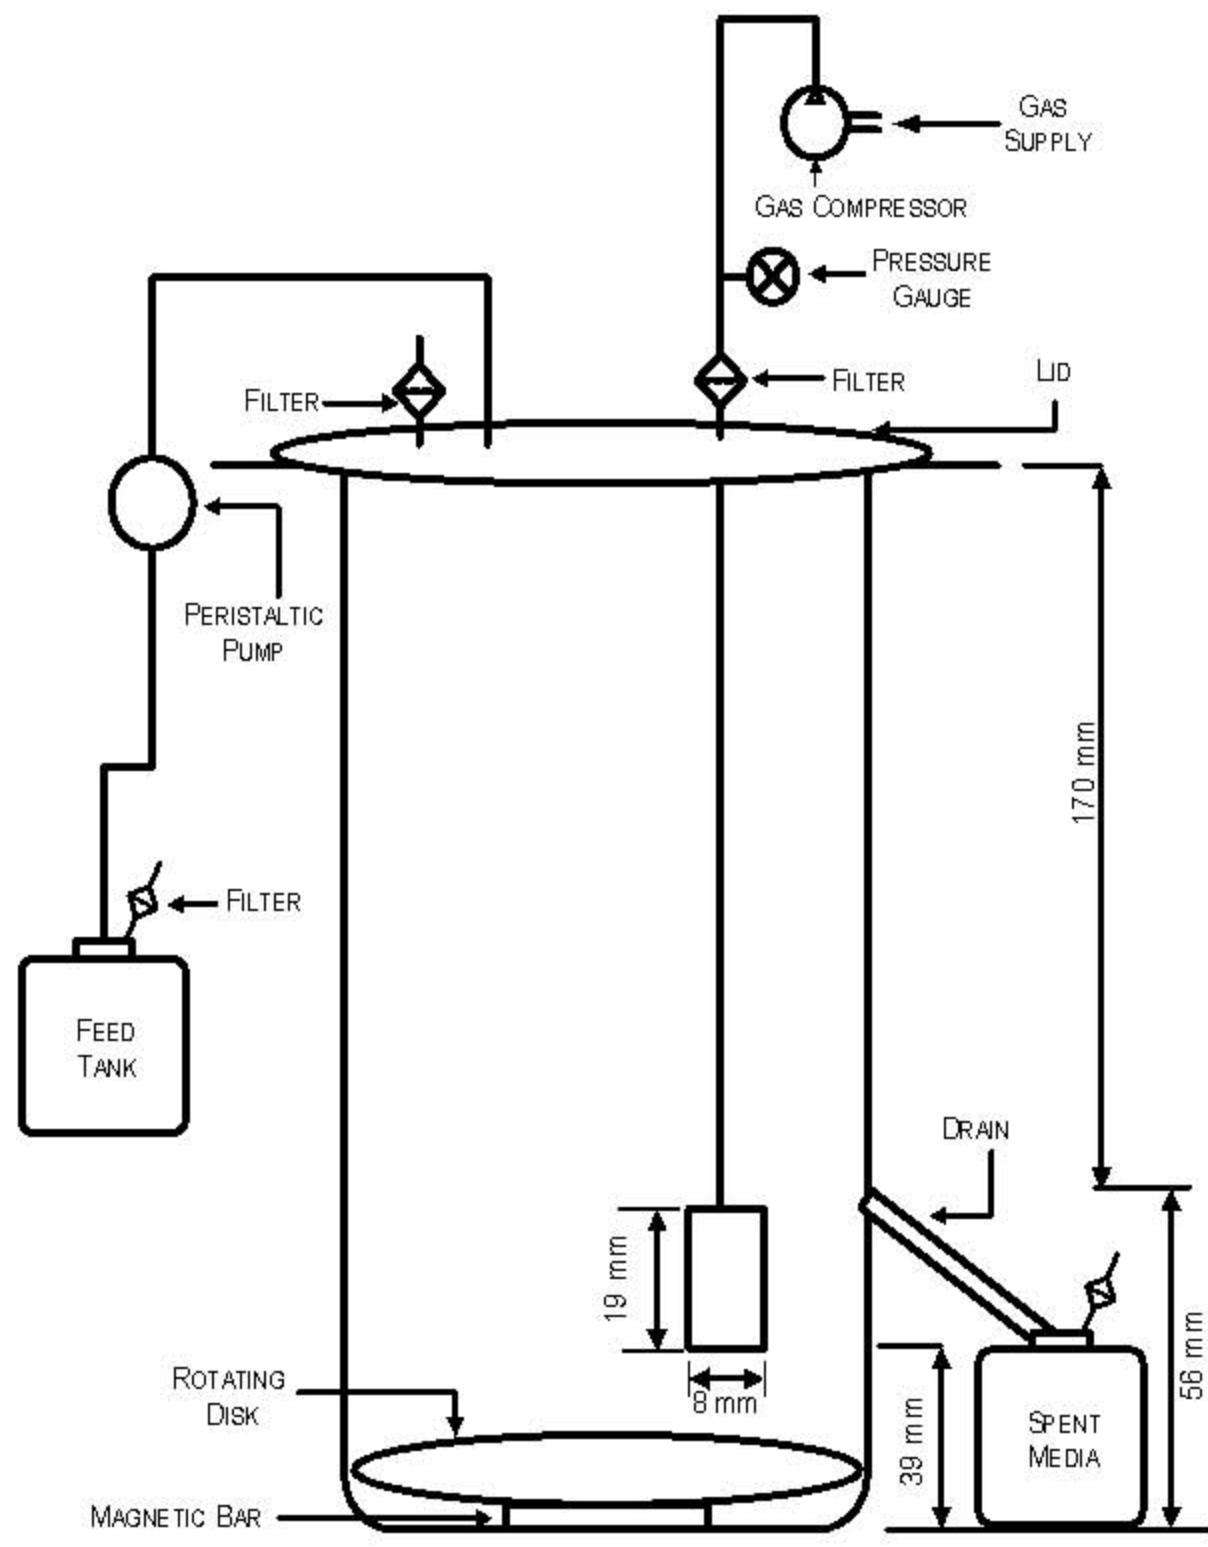 GAS
SUPPLY
GAS COMPRESSOR
PRESSURE
GAUGE
FILTER
FILTER
LID
PERISTALTIC
PUMP
170 mm
FILTER
FEED
TANK
DRAIN
19 mm
8 mm
56 mm
39 mm
ROTATING
DISK
SPENT
MEDIA
MAGNETIC BAR